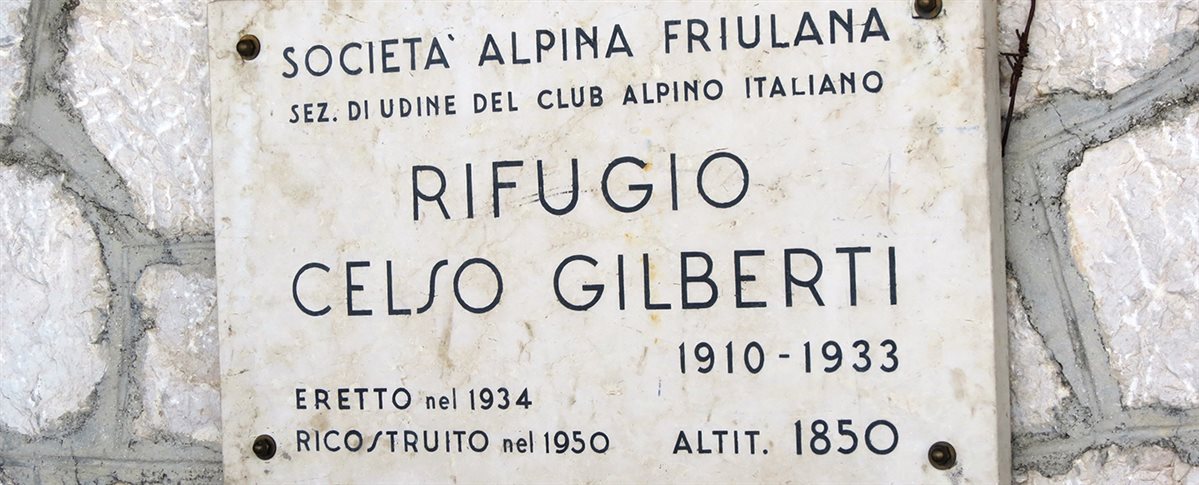 SOCIETA` ALPINA FRIULANA
SEZ. DI UDINE DEL CLUB ALPINO ITALIANO
RIFUGIO
CELSO GILBERTI
1910 - 1933
ERETTO nel 1934
RICOSTRUITO nel 1950 ALTIT. 1850